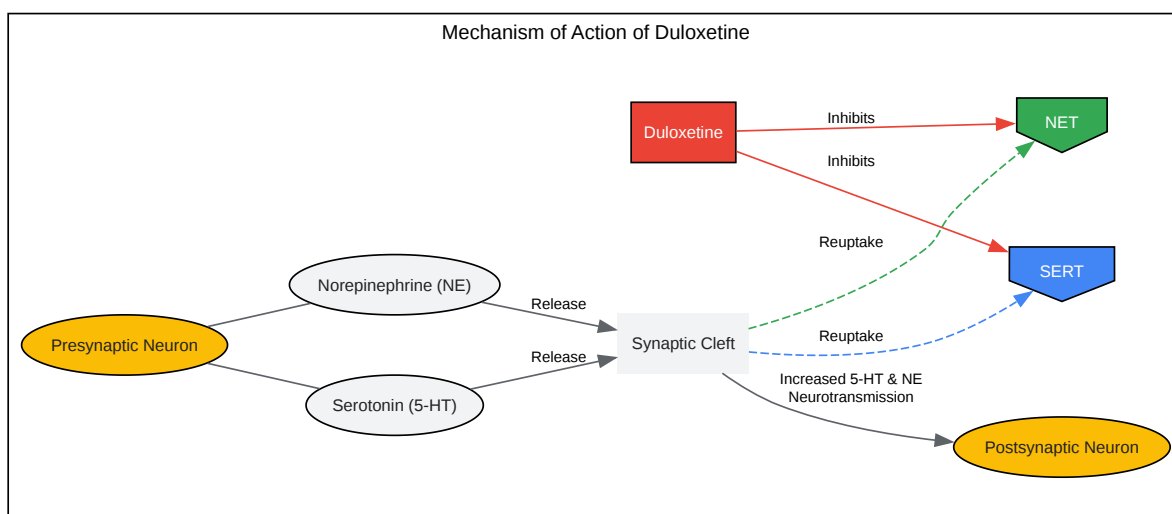 Mechanism of Action of Duloxetine
Duloxetine
Inhibits
NET
Inhibits
Reuptake
SERT
Norepinephrine (NE)
Release
Presynaptic Neuron
Synaptic Cleft
Reuptake
Release
Serotonin (5-HT)
Increased 5-HT & NE
Neurotransmission
Postsynaptic Neuron